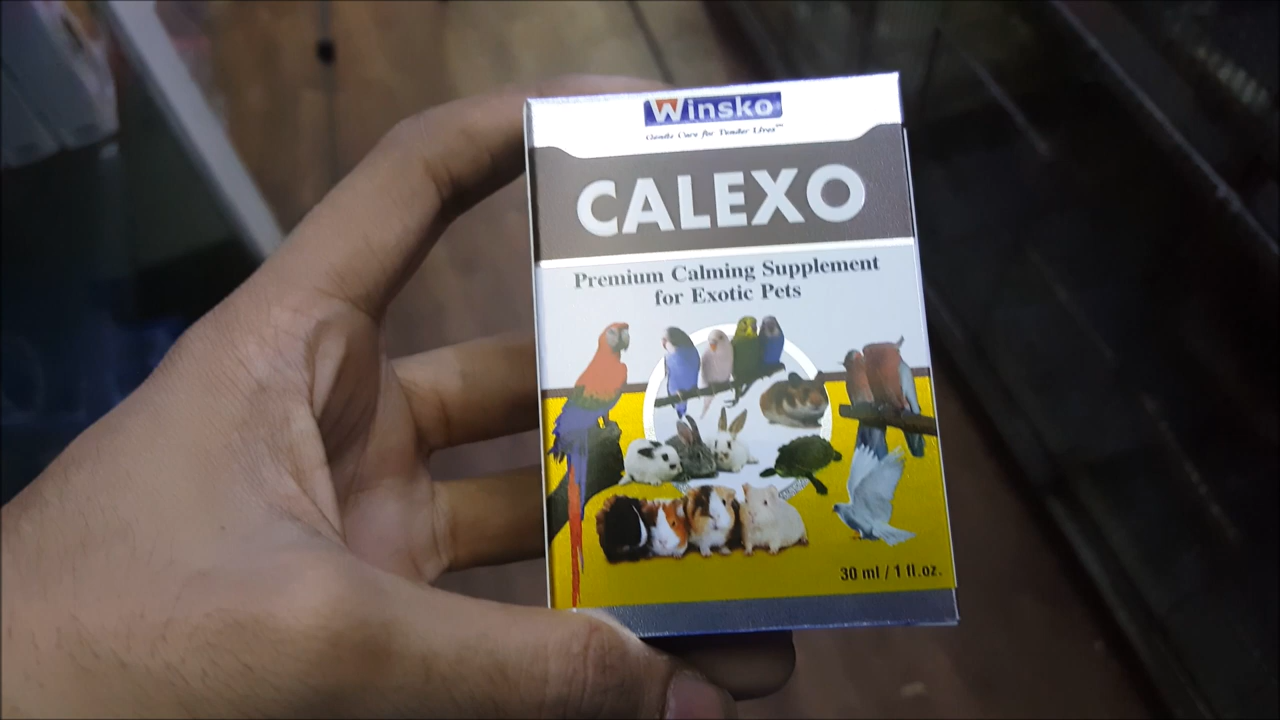 Winsko
Gentle Care for Tender Lives™
CALEXO
Premium Calming Supplement
for Exotic Pets
30 ml / 1 fl.oz.